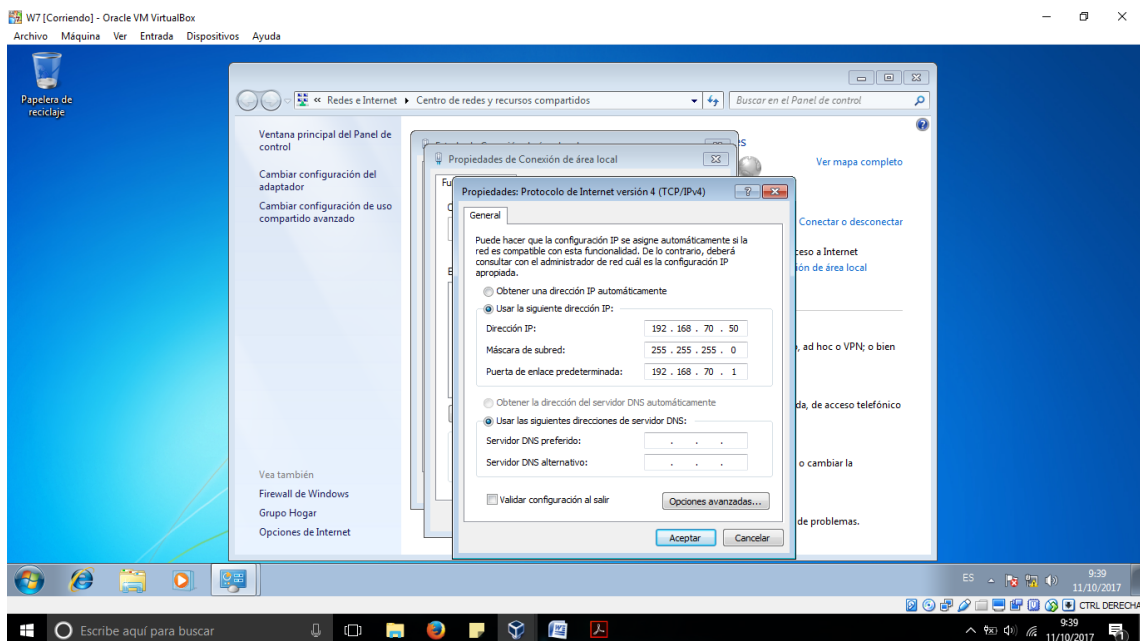 W7 [Corriendo] - Oracle VM VirtualBox
Archivo Máquina Ver Entrada Dispositivos Ayuda
Papelera de
reciclaje
« Redes e Internet Centro de redes y recursos compartidos
Buscar en el Panel de control
Ventana principal del Panel de
control
Cambiar configuración del
adaptador
Cambiar configuración de uso
compartido avanzado
Ver mapa completo
Conectar o desconectar
ceso a Internet
ión de área local
, ad hoc o VPN; o bien
da, de acceso telefónico
o cambiar la
de problemas.
Vea también
Firewall de Windows
Grupo Hogar
Opciones de Internet
Propiedades de Conexión de área local
Fu
Propiedades: Protocolo de Internet versión 4 (TCP/IPv4)
General
Puede hacer que la configuración IP se asigne automáticamente si la
red es compatible con esta funcionalidad. De lo contrario, deberá
consultar con el administrador de red cuál es la configuración IP
apropiada.
Obtener una dirección IP automáticamente
Usar la siguiente dirección IP:
Dirección IP: 192 . 168 . 70 . 50
Máscara de subred: 255 . 255 . 255 . 0
Puerta de enlace predeterminada: 192 . 168 . 70 . 1
Obtener la dirección del servidor DNS automáticamente
Usar las siguientes direcciones de servidor DNS:
Servidor DNS preferido: . . .
Servidor DNS alternativo: . . .
Validar configuración al salir
Opciones avanzadas...
Aceptar
Cancelar
ES
9:39
11/10/2017
CTRL DERECHA
Escribe aquí para buscar
9:39
11/10/2017